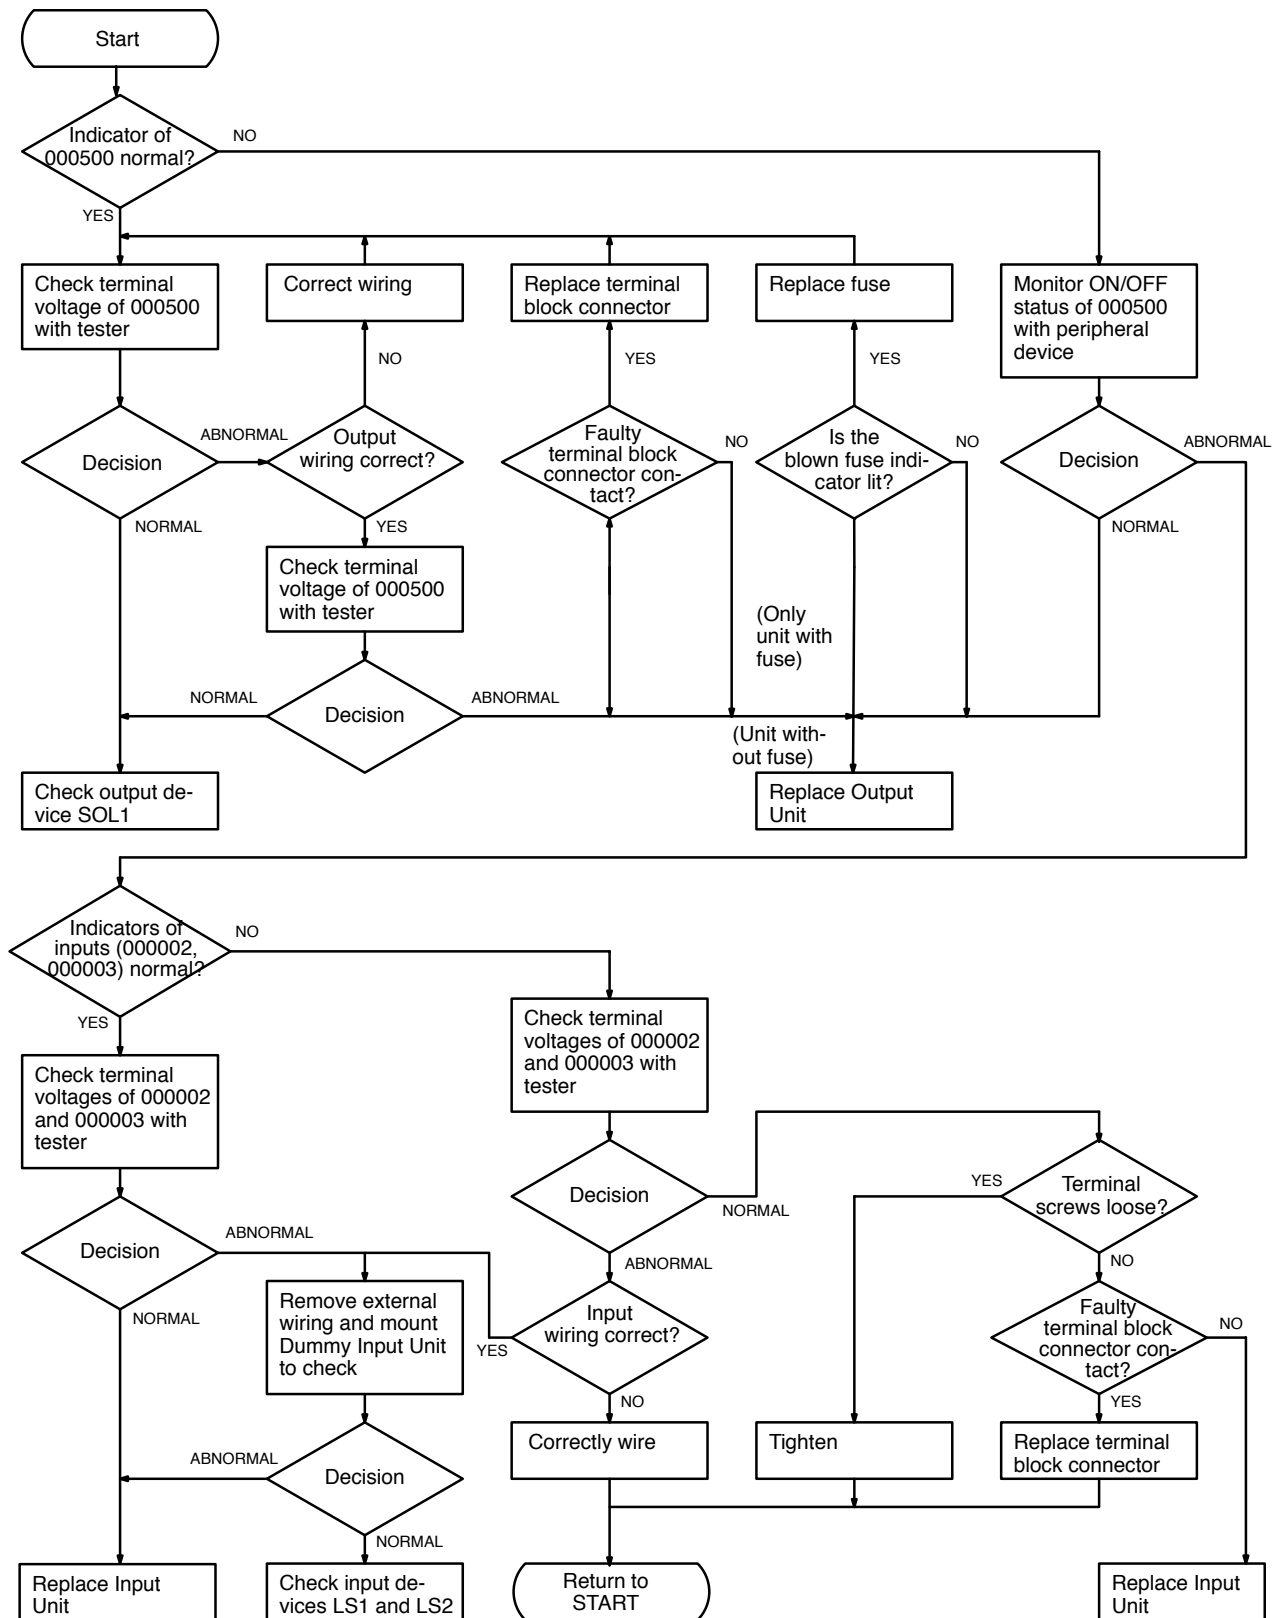 Start
Indicator of
000500 normal?
NO
YES
Check terminal
voltage of 000500
with tester
Correct wiring
Replace terminal
block connector
Replace fuse
Monitor ON/OFF
status of 000500
with peripheral
device
NO
YES
YES
Decision
ABNORMAL
Output
wiring correct?
Faulty
terminal block
connector con-
tact?
NO
Is the
blown fuse indi-
cator lit?
NO
Decision
ABNORMAL
NORMAL
YES
NORMAL
Check terminal
voltage of 000500
with tester
(Only
unit with
fuse)
NORMAL
Decision
ABNORMAL
(Unit with-
out fuse)
Check output de-
vice SOL1
Replace Output
Unit
Indicators of
inputs (000002,
000003) normal?
NO
YES
Check terminal
voltages of 000002
and 000003 with
tester
Check terminal
voltages of 000002
and 000003 with
tester
Decision
NORMAL
YES
Terminal
screws loose?
Decision
ABNORMAL
ABNORMAL
NO
NORMAL
Remove external
wiring and mount
Dummy Input Unit
to check
YES
Input
wiring correct?
Faulty
terminal block
connector con-
tact?
NO
NO
YES
Correctly wire
Tighten
Replace terminal
block connector
ABNORMAL
Decision
NORMAL
Replace Input
Unit
Check input de-
vices LS1 and LS2
Return to
START
Replace Input
Unit